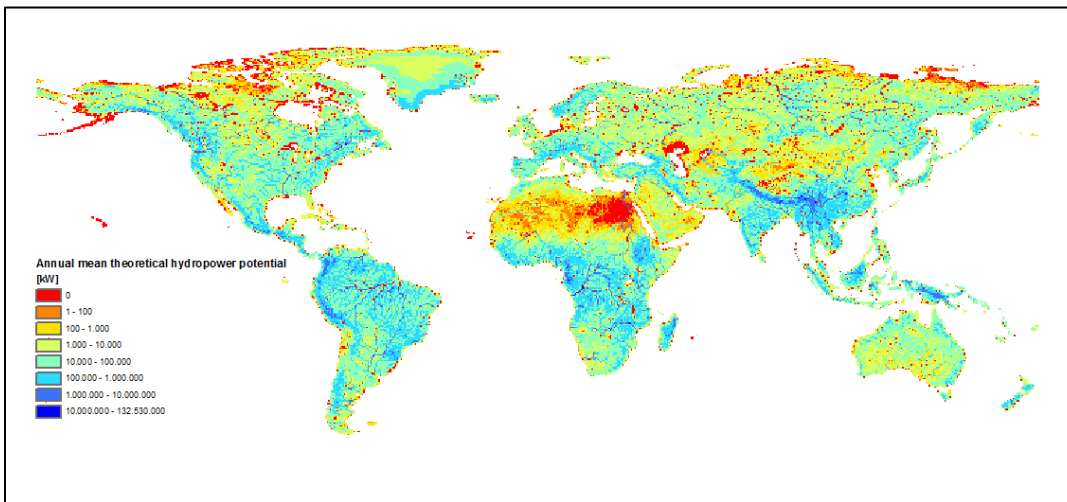 Annual mean theoretical hydropower potential
[kW]
0
1 - 100
100 - 1.000
1.000 - 10.000
10.000 - 100.000
100.000 - 1.000.000
1.000.000 - 10.000.000
10.000.000 - 132.530.000